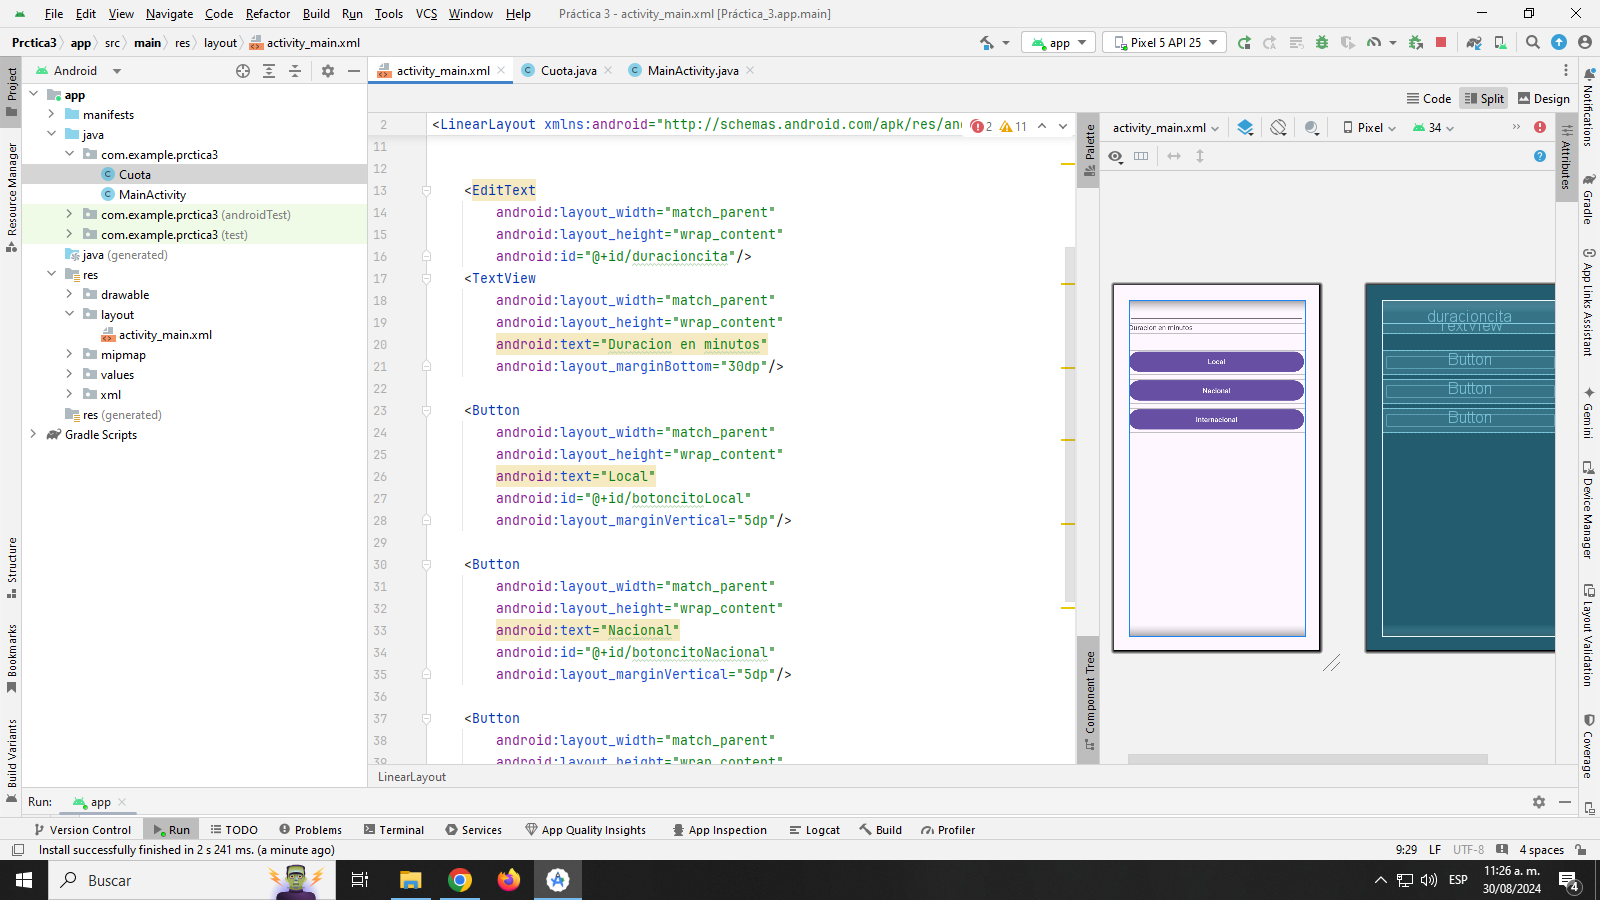 File Edit View Navigate Code Refactor Build Run Tools VCS Window Help Práctica 3 - activity_main.xml [Práctica_3.app.main]
Prctica3 app src main res layout activity_main.xml app Pixel 5 API 25
Android
activity_main.xml Cuota.java MainActivity.java
Code Split Design
Project
Resource Manager
Structure
Bookmarks
Build Variants
app
manifests
java
com.example.prctica3
Cuota
MainActivity
com.example.prctica3 (androidTest)
com.example.prctica3 (test)
java (generated)
res
drawable
layout
activity_main.xml
mipmap
values
xml
res (generated)
Gradle Scripts
2 <LinearLayout xmlns:android="http://schemas.android.com/apk/res/and 2 11
11
12
13 <EditText
14 android:layout_width="match_parent"
15 android:layout_height="wrap_content"
16 android:id="@+id/duracioncita"/>
17 <TextView
18 android:layout_width="match_parent"
19 android:layout_height="wrap_content"
20 android:text="Duracion en minutos"
21 android:layout_marginBottom="30dp"/>
22
23 <Button
24 android:layout_width="match_parent"
25 android:layout_height="wrap_content"
26 android:text="Local"
27 android:id="@+id/botoncitoLocal"
28 android:layout_marginVertical="5dp"/>
29
30 <Button
31 android:layout_width="match_parent"
32 android:layout_height="wrap_content"
33 android:text="Nacional"
34 android:id="@+id/botoncitoNacional"
35 android:layout_marginVertical="5dp"/>
36
37 <Button
38 android:layout_width="match_parent"
39 android:layout_height="wrap_content"
LinearLayout
Palette
Component Tree
activity_main.xml Pixel 34
Duracion en minutos
Local
Nacional
Internacional
duracioncita
TextView
Button
Button
Button
Attributes
Notifications
Gradle
App Links Assistant
Gemini
Device Manager
Layout Validation
Coverage
Run: app
Version Control Run TODO Problems Terminal Services App Quality Insights App Inspection Logcat Build Profiler
Install successfully finished in 2 s 241 ms. (a minute ago) 9:29 LF UTF-8 4 spaces
Buscar ESP 11:26 a. m.
30/08/2024 4